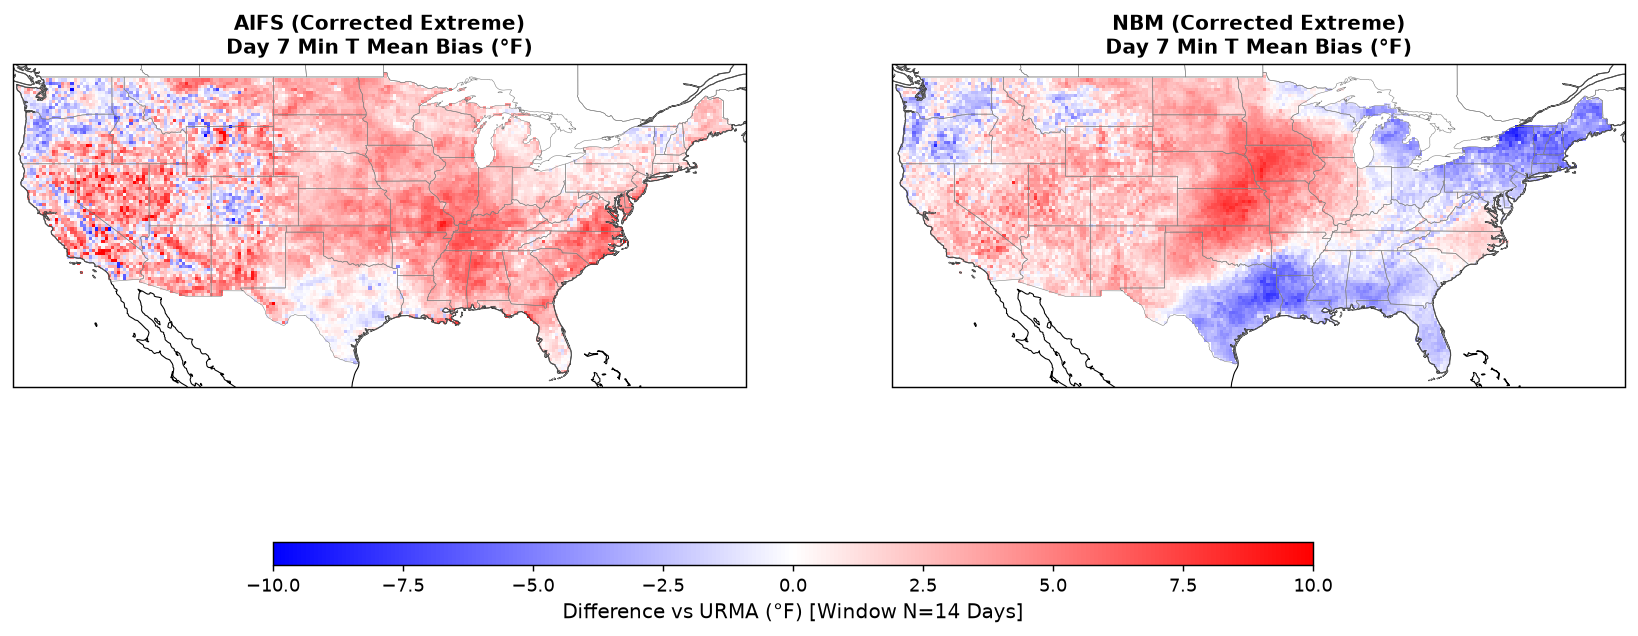 AIFS (Corrected Extreme)
Day 7 Min T Mean Bias (°F)
NBM (Corrected Extreme)
Day 7 Min T Mean Bias (°F)
−10.0 −7.5 −5.0 −2.5 0.0 2.5 5.0 7.5 10.0
Difference vs URMA (°F) [Window N=14 Days]